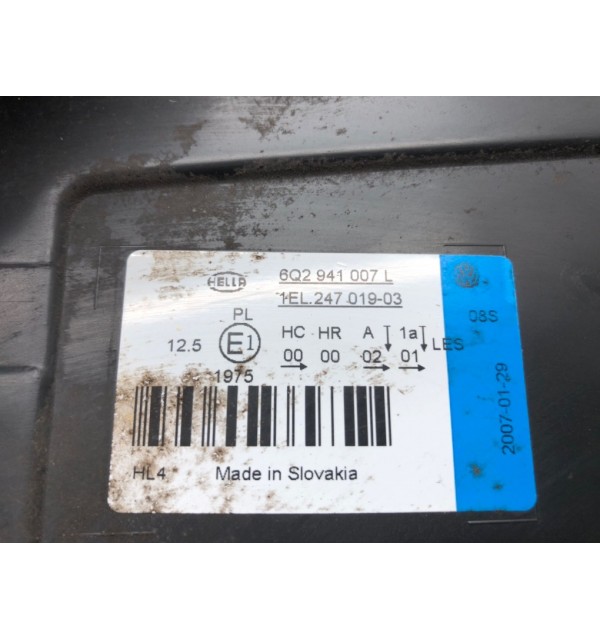 HELLA
6Q2 941 007 L
1EL.247 019-03
PL
HC HR A 1a
12.5 E1 LES
00 00 02 01
1975
08S
2007-01-29
HL4 Made in Slovakia